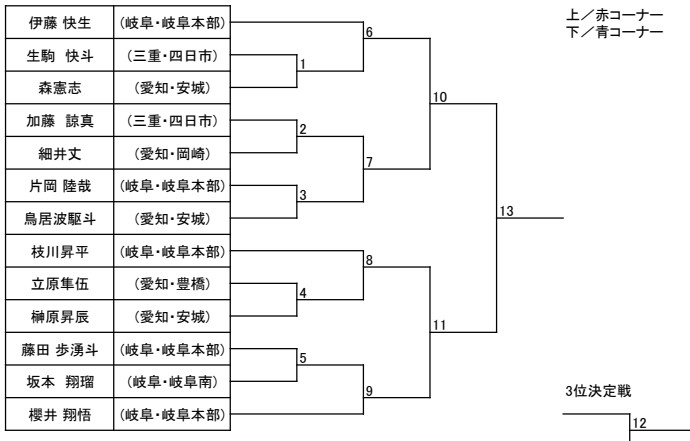 上／赤コーナー
下／青コーナー
伊藤 快生 (岐阜・岐阜本部)
生駒 快斗 (三重・四日市)
森憲志 (愛知・安城)
加藤 諒真 (三重・四日市)
細井丈 (愛知・岡崎)
片岡 陸哉 (岐阜・岐阜本部)
鳥居波駆斗 (愛知・安城)
枝川昇平 (岐阜・岐阜本部)
立原隼伍 (愛知・豊橋)
榊原昇辰 (愛知・安城)
藤田 歩湧斗 (岐阜・岐阜本部)
坂本 翔瑠 (岐阜・岐阜南)
櫻井 翔悟 (岐阜・岐阜本部)
1
2
3
4
5
6
7
8
9
10
11
13
3位決定戦
12